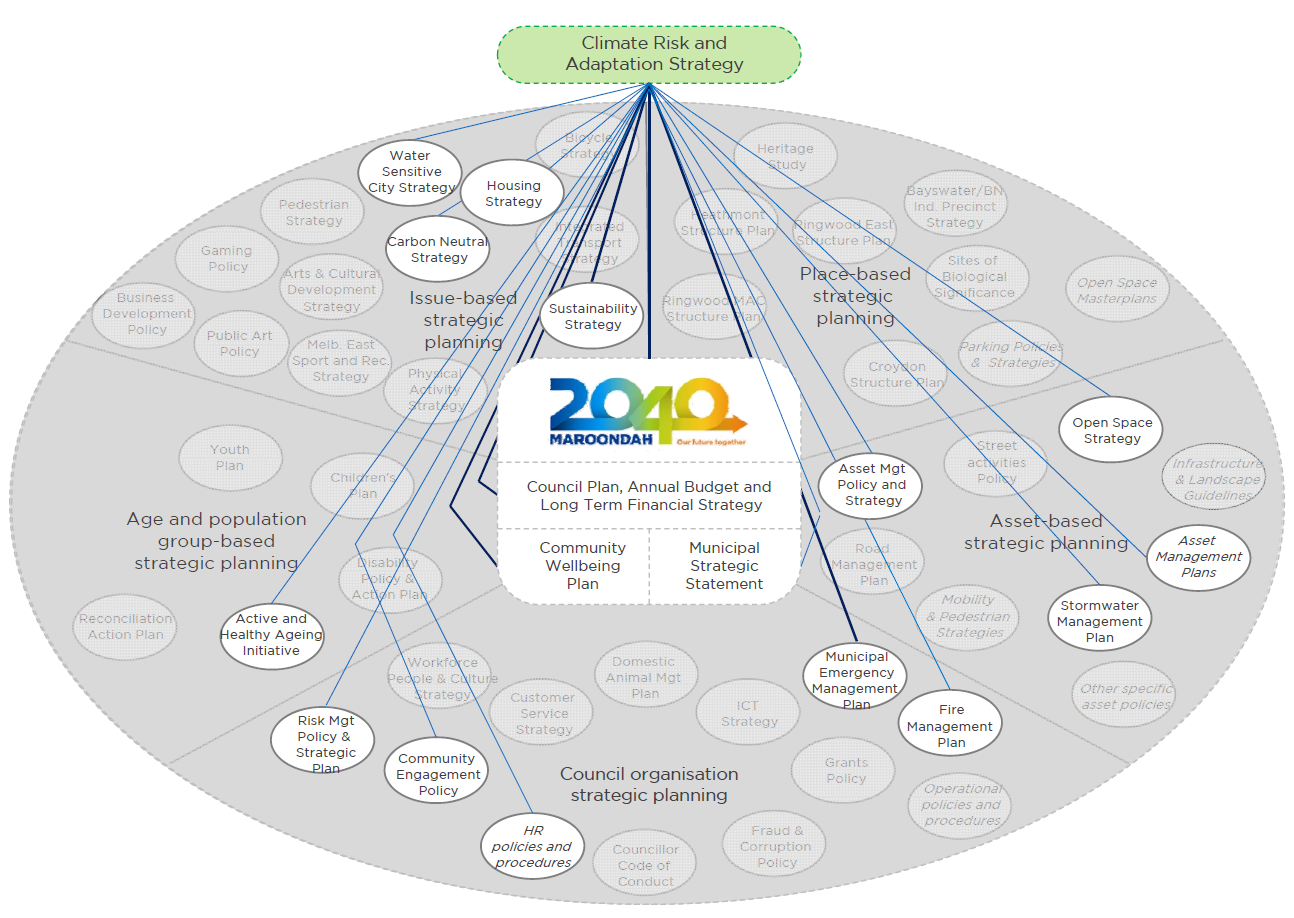 Climate Risk and
Adaptation Strategy
Bicycle
Strategy
Heritage
Study
Water
Sensitive
City Strategy
Housing
Strategy
Pedestrian
Strategy
Carbon Neutral
Strategy
Integrated
Transport
Strategy
Heathmont
Structure Plan
Ringwood East
Structure Plan
Bayswater/BN
Ind. Precinct
Strategy
Gaming
Policy
Arts & Cultural
Development
Strategy
Business
Development
Policy
Public Art
Policy
Melb. East
Sport and Rec.
Strategy
Issue-based
strategic
planning
Physical
Activity
Strategy
Sustainability
Strategy
Ringwood MAC
Structure Plan
Place-based
strategic
planning
Sites of
Biological
Significance
Open Space
Masterplans
Parking Policies
& Strategies
Croydon
Structure Plan
2040
MAROONDAH
Our future together
Council Plan, Annual Budget and
Long Term Financial Strategy
Community
Wellbeing
Plan
Municipal
Strategic
Statement
Youth
Plan
Children's
Plan
Age and population
group-based
strategic planning
Disability
Policy &
Action Plan
Reconciliation
Action Plan
Active and
Healthy Ageing
Initiative
Open Space
Strategy
Asset Mgt
Policy and
Strategy
Street
activities
Policy
Infrastructure
& Landscape
Guidelines
Asset-based
strategic planning
Asset
Management
Plans
Road
Management
Plan
Mobility
& Pedestrian
Strategies
Stormwater
Management
Plan
Other specific
asset policies
Municipal
Emergency
Management
Plan
Fire
Management
Plan
Workforce
People & Culture
Strategy
Customer
Service
Strategy
Domestic
Animal Mgt
Plan
ICT
Strategy
Risk Mgt
Policy &
Strategic
Plan
Community
Engagement
Policy
Council organisation
strategic planning
Grants
Policy
Operational
policies and
procedures
HR
policies and
procedures
Councillor
Code of
Conduct
Fraud &
Corruption
Policy